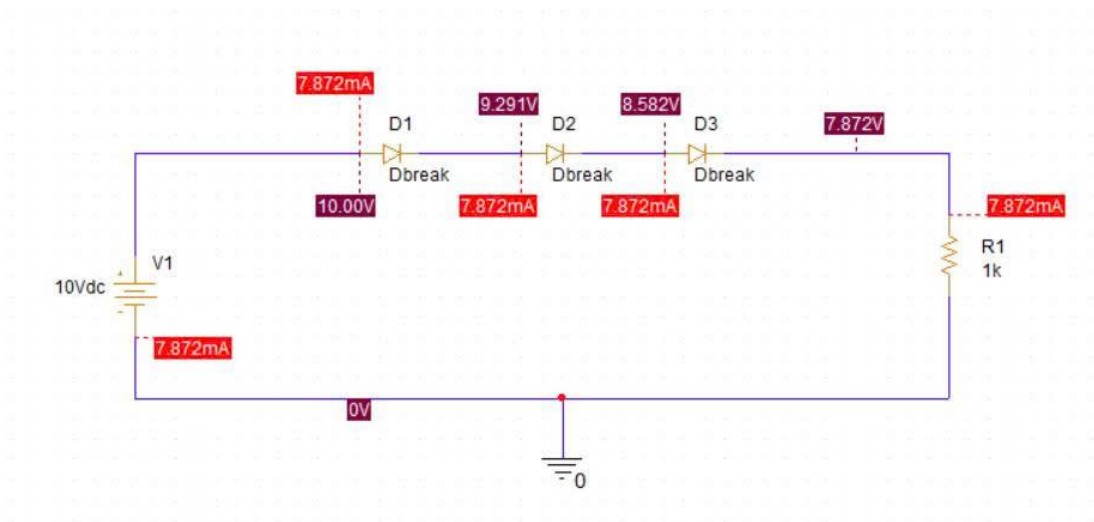 7.872mA
9.291V
8.582V
7.872V
D1
D2
D3
Dbreak
Dbreak
Dbreak
10.00V
7.872mA
7.872mA
7.872mA
V1
10Vdc
R1
1k
7.872mA
0V
0